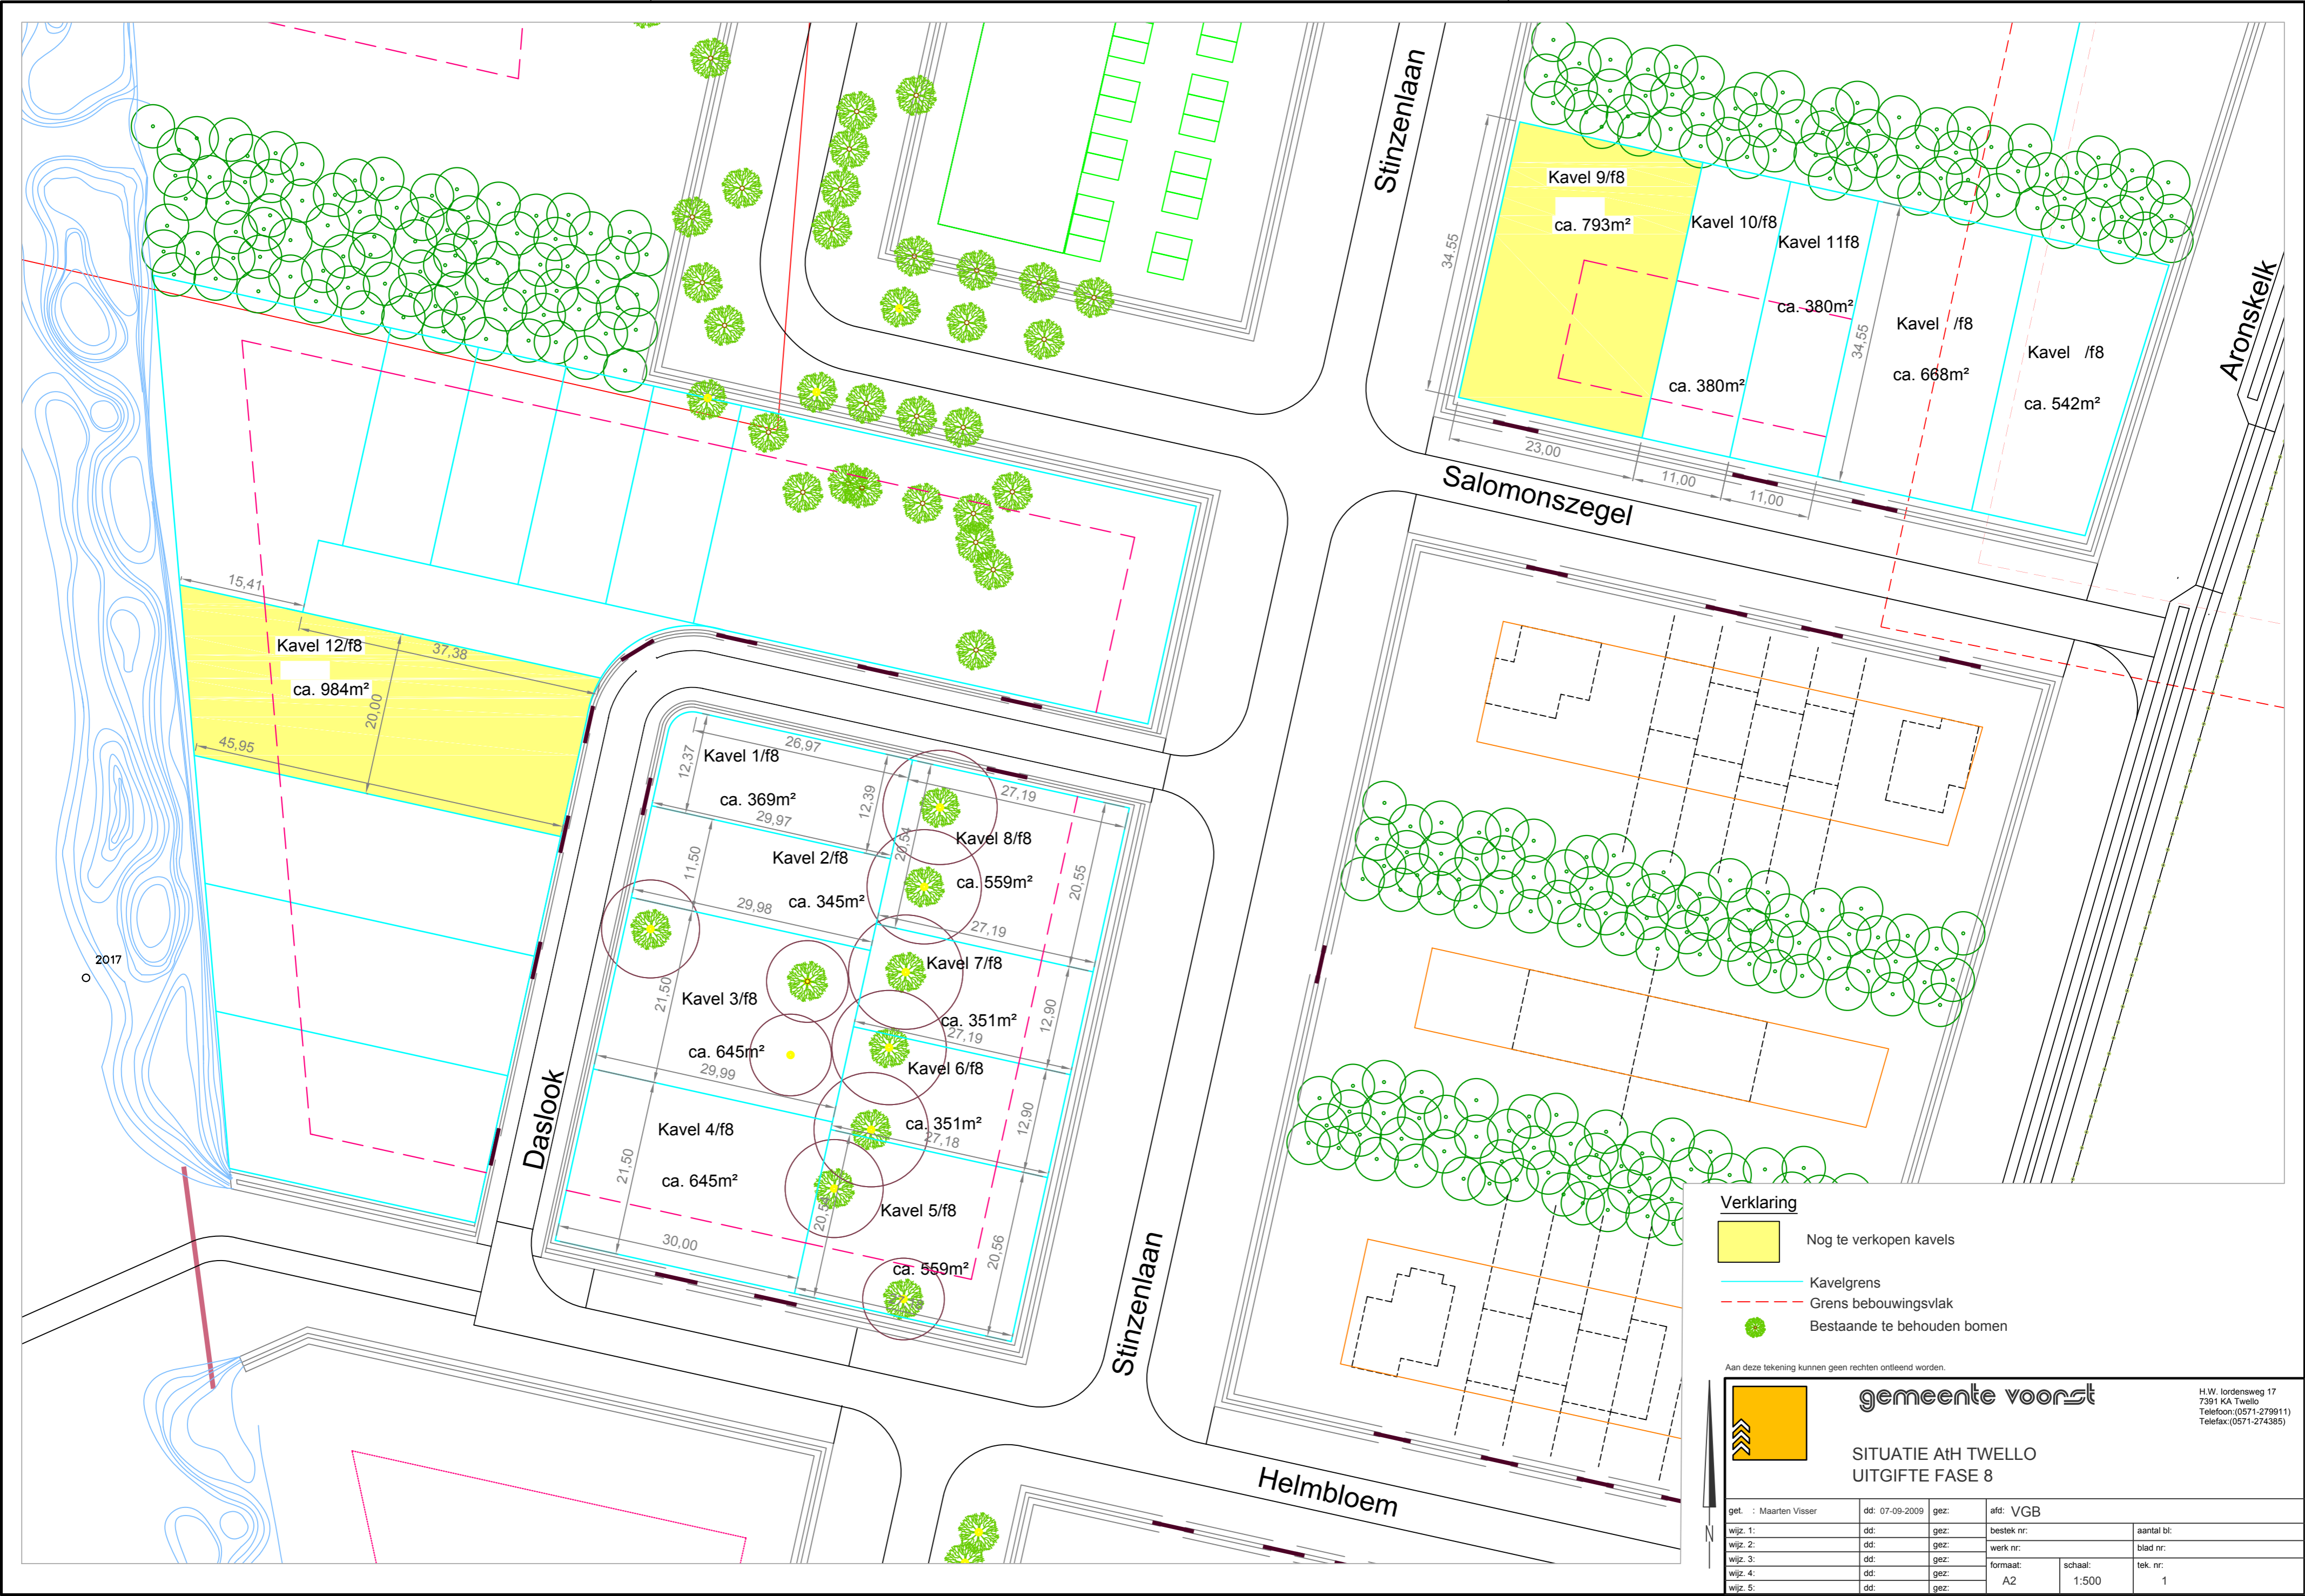 Stinzenlaan
Kavel 9/f8
ca. 793m²
34.55
Kavel 10/f8
Kavel 11f8
ca. 380m²
ca. 380m²
34,55
Kavel /f8
ca. 668m²
Kavel /f8
ca. 542m²
Aronskelk
23,00
11,00
11,00
Salomonszegel
15,41
Kavel 12/f8
37,38
ca. 984m²
20,00
45,95
2017
Daslook
26,97
12,37
Kavel 1/f8
ca. 369m²
29,97
12,39
27,19
Kavel 8/f8
20,54
ca. 559m²
20,55
Kavel 2/f8
11,50
ca. 345m²
29,98
27,19
Kavel 7/f8
ca. 351m²
27,19
12,90
Kavel 3/f8
21,50
ca. 645m²
29,99
Kavel 6/f8
ca. 351m²
27,18
12,90
Kavel 4/f8
21,50
ca. 645m²
30,00
Kavel 5/f8
ca. 559m²
20,56
Stinzenlaan
Helmbloem
Verklaring
Nog te verkopen kavels
Kavelgrens
Grens bebouwingsvlak
Bestaande te behouden bomen
Aan deze tekening kunnen geen rechten ontleend worden.
gemeente voorst
H.W. Iordensweg 17
7391 KA Twello
Telefoon:(0571-279911)
Telefax:(0571-274385)
SITUATIE AtH TWELLO
UITGIFTE FASE 8
N
get. : Maarten Visser dd: 07-09-2009 gez: afd: VGB
wijz. 1: dd: gez: bestek nr: aantal bl:
wijz. 2: dd: gez: werk nr: blad nr:
wijz. 3: dd: gez: formaat: schaal: tek. nr:
wijz. 4: dd: gez: A2 1:500 1
wijz. 5: dd: gez: